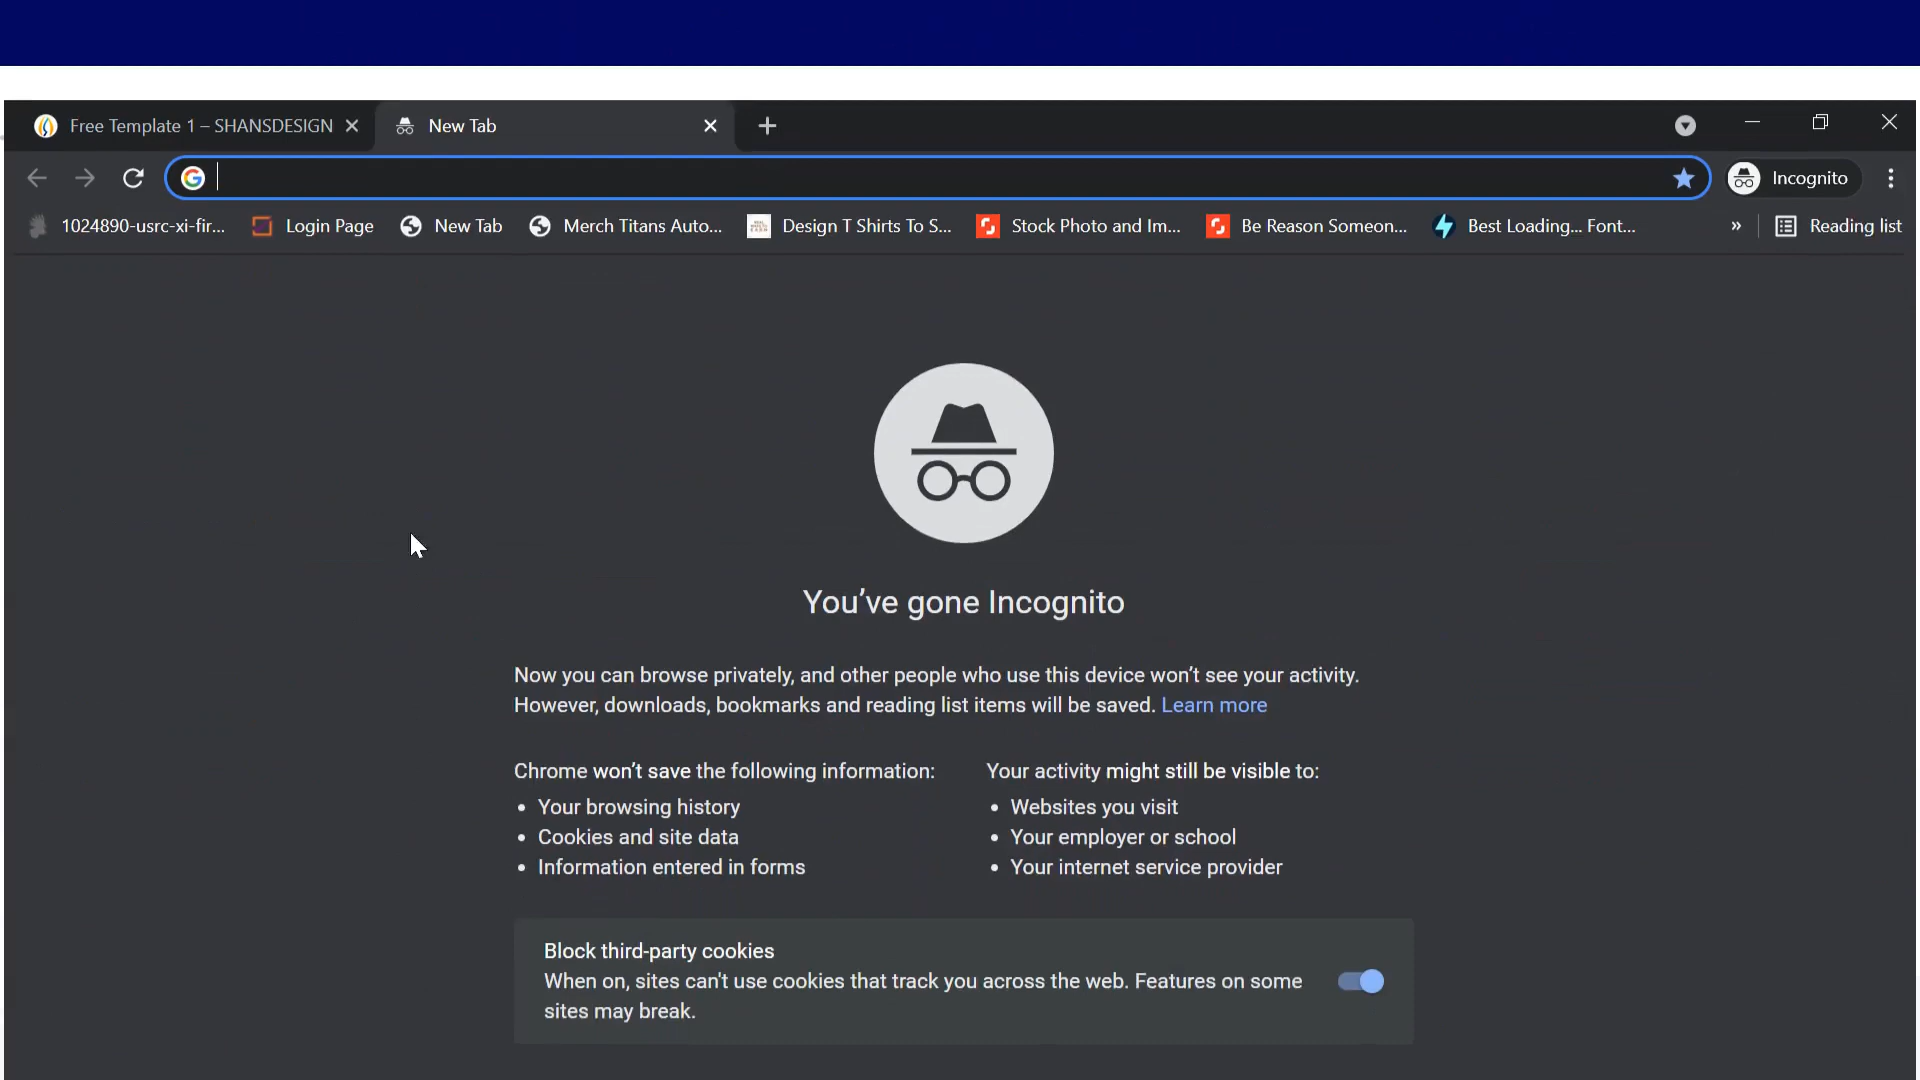 Free Template 1 – SHANSDESIGN
New Tab
Incognito
1024890-usrc-xi-fir...
Login Page
New Tab
Merch Titans Auto...
Design T Shirts To S...
Stock Photo and Im...
Be Reason Someon...
Best Loading... Font...
»
Reading list
You've gone Incognito
Now you can browse privately, and other people who use this device won't see your activity.
However, downloads, bookmarks and reading list items will be saved. Learn more
Chrome won't save the following information:
• Your browsing history
• Cookies and site data
• Information entered in forms
Your activity might still be visible to:
• Websites you visit
• Your employer or school
• Your internet service provider
Block third-party cookies
When on, sites can't use cookies that track you across the web. Features on some
sites may break.